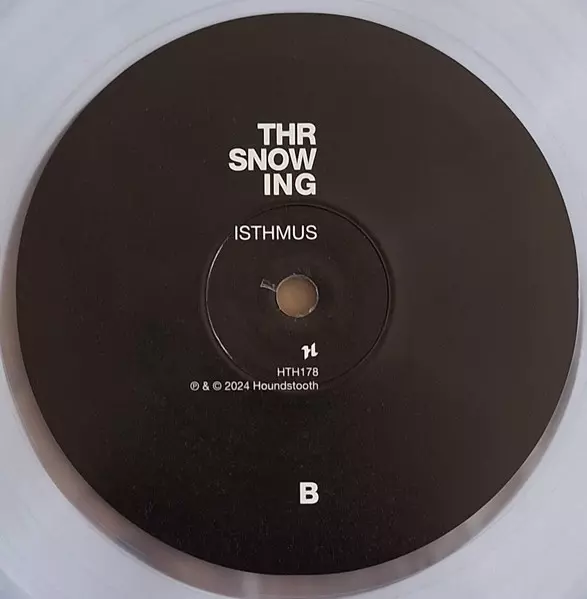 THR
SNOW
ING
ISTHMUS
HTH178
℗ & © 2024 Houndstooth
B